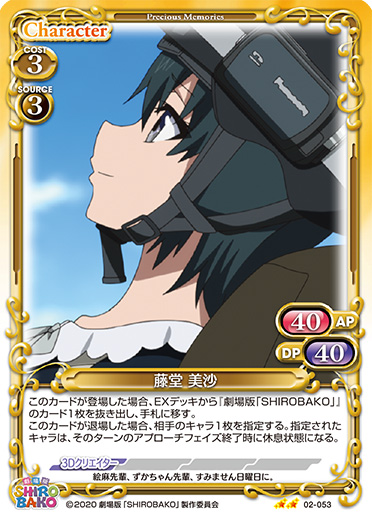 Precious Memories
Character
COST
3
SOURCE
3
40 AP
DP 40
藤堂 美沙
このカードが登場した場合、EXデッキから『劇場版「SHIROBAKO」』
のカード1枚を抜き出し、手札に移す。
このカードが退場した場合、相手のキャラ1枚を指定する。指定された
キャラは、そのターンのアプローチフェイズ終了時に休息状態になる。
3Dクリエイター
絵麻先輩、ずかちゃん先輩、すみません日曜日に。
劇場版
SHIRO
BAKO
©2020 劇場版「SHIROBAKO」製作委員会
02-053